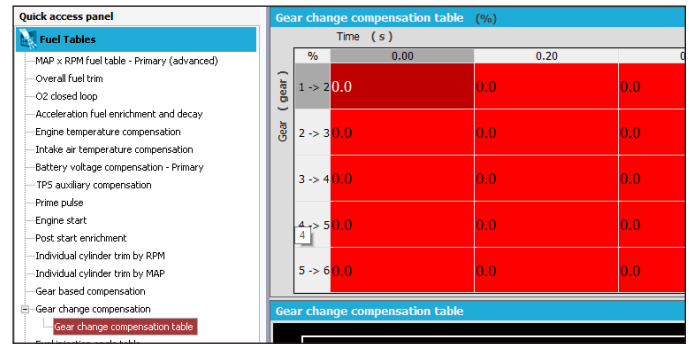 Quick access panel
Fuel Tables
MAP x RPM fuel table - Primary (advanced)
Overall fuel trim
O2 closed loop
Acceleration fuel enrichment and decay
Engine temperature compensation
Intake air temperature compensation
Battery voltage compensation - Primary
TPS auxiliary compensation
Prime pulse
Engine start
Post start enrichment
Individual cylinder trim by RPM
Individual cylinder trim by MAP
Gear based compensation
Gear change compensation
Gear change compensation table
Gear change compensation table (%)
Time (s)
% 0.00 0.20
Gear (gear)
1 -> 2 0.0 0.0 0.0
2 -> 3 0.0 0.0 0.0
3 -> 4 0.0 0.0 0.0
4 -> 5 0.0 0.0 0.0
4
5 -> 6 0.0 0.0 0.0
Gear change compensation table